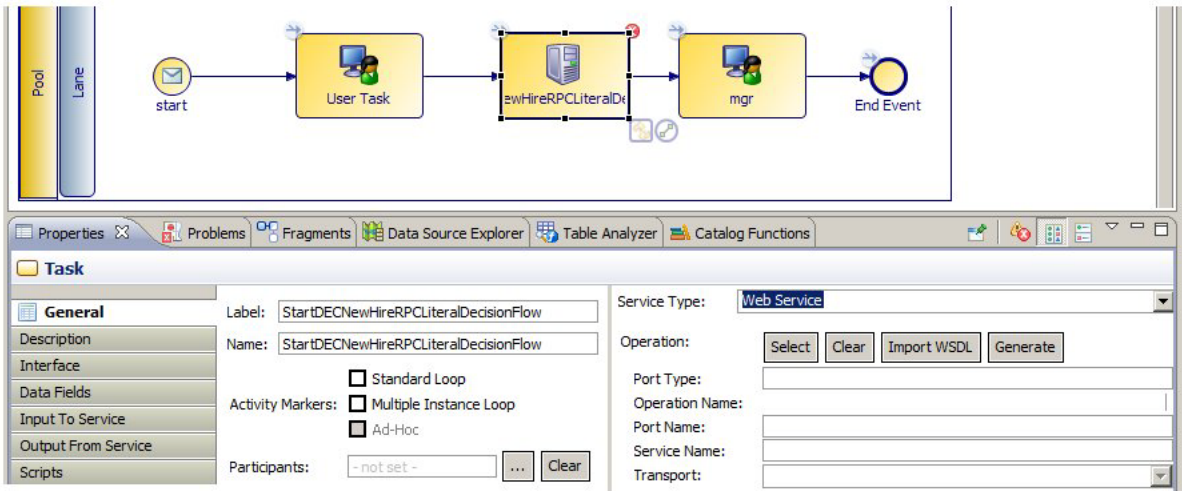 Pool
Lane
start
User Task
ewHireRPCLiteralDe
mgr
End Event
Properties
Problems
Fragments
Data Source Explorer
Table Analyzer
Catalog Functions
Task
General
Description
Interface
Data Fields
Input To Service
Output From Service
Scripts
Label: StartDECNewHireRPCLiteralDecisionFlow
Name: StartDECNewHireRPCLiteralDecisionFlow
Standard Loop
Activity Markers: Multiple Instance Loop
Ad-Hoc
Participants: - not set - ... Clear
Service Type: Web Service
Operation: Select Clear Import WSDL Generate
Port Type:
Operation Name:
Port Name:
Service Name:
Transport: